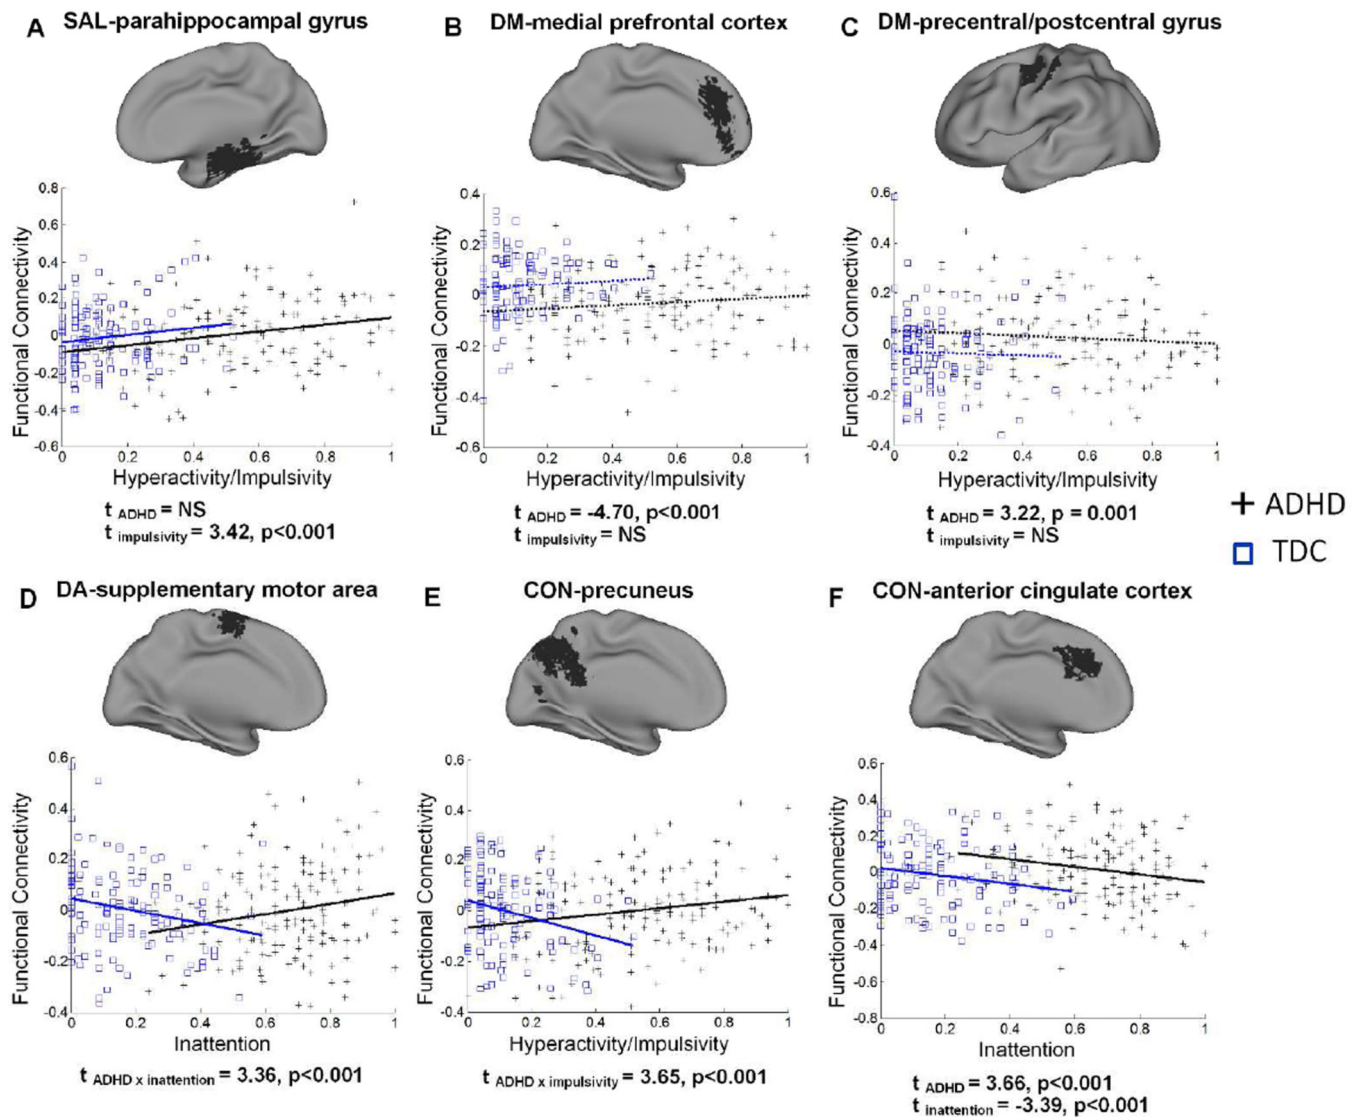 A SAL-parahippocampal gyrus
B DM-medial prefrontal cortex
C DM-precentral/postcentral gyrus
0.8
0.6
0.4
0.2
0
-0.2
-0.4
-0.6
Functional Connectivity
0 0.2 0.4 0.6 0.8 1
Hyperactivity/Impulsivity
t ADHD = NS
t impulsivity = 3.42, p<0.001
0.4
0.2
0
-0.2
-0.4
-0.6
Functional Connectivity
0 0.2 0.4 0.6 0.8 1
Hyperactivity/Impulsivity
t ADHD = -4.70, p<0.001
t impulsivity = NS
0.6
0.4
0.2
0
-0.2
-0.4
Functional Connectivity
0 0.2 0.4 0.6 0.8 1
Hyperactivity/Impulsivity
t ADHD = 3.22, p = 0.001
t impulsivity = NS
ADHD
TDC
D DA-supplementary motor area
E CON-precuneus
F CON-anterior cingulate cortex
0.6
0.4
0.2
0
-0.2
-0.4
Functional Connectivity
0 0.2 0.4 0.6 0.8 1
Inattention
t ADHD x inattention = 3.36, p<0.001
0.6
0.4
0.2
0
-0.2
-0.4
Functional Connectivity
0 0.2 0.4 0.6 0.8 1
Hyperactivity/Impulsivity
t ADHD x impulsivity = 3.65, p<0.001
0.6
0.4
0.2
0
-0.2
-0.4
-0.6
-0.8
Functional Connectivity
0 0.2 0.4 0.6 0.8 1
Inattention
t ADHD = 3.66, p<0.001
t inattention = -3.39, p<0.001